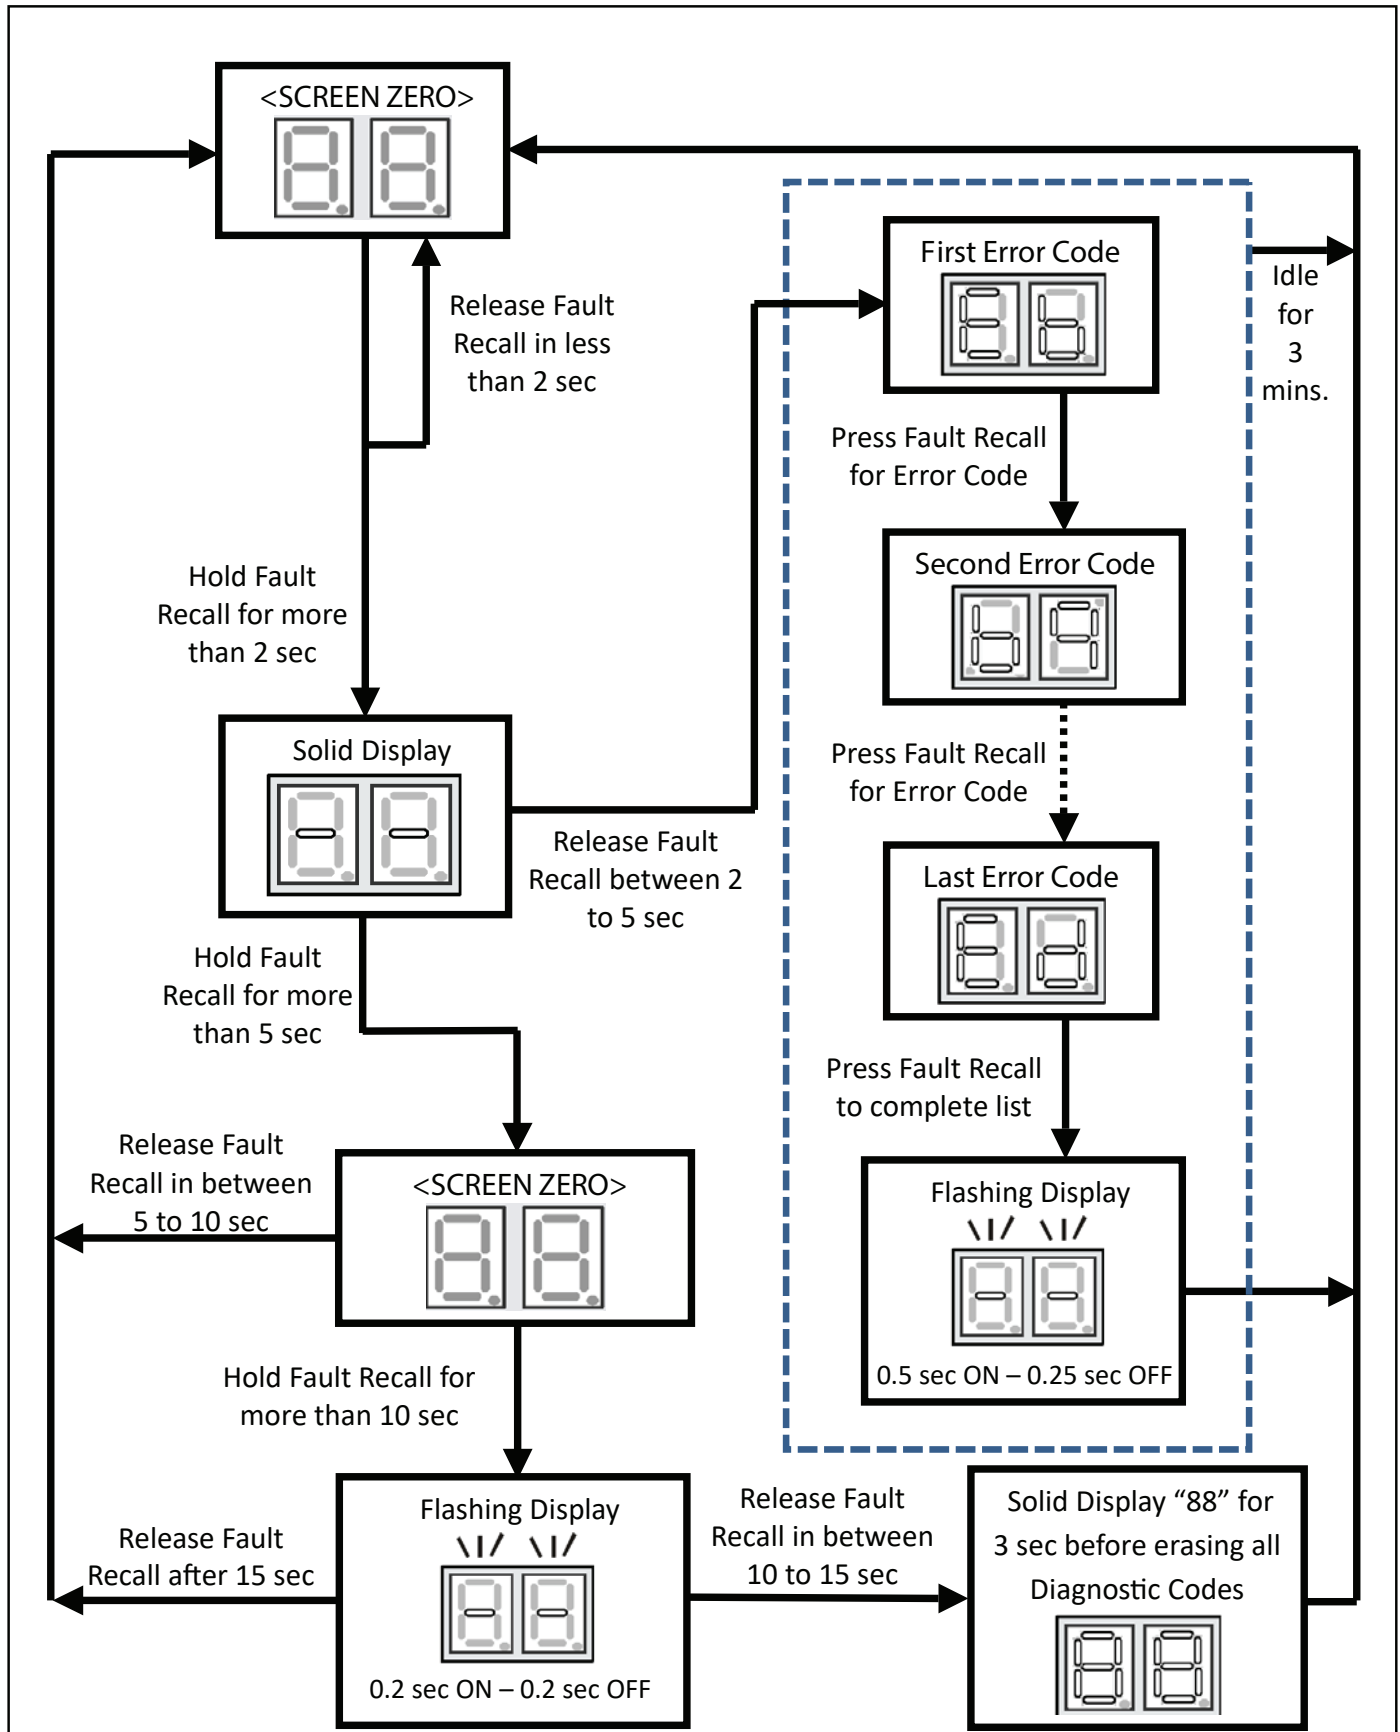 <SCREEN ZERO>
Release Fault
Recall in less
than 2 sec
Hold Fault
Recall for more
than 2 sec
Solid Display
- -
Release Fault
Recall between 2
to 5 sec
First Error Code
Eb
Press Fault Recall
for Error Code
Second Error Code
b9
Press Fault Recall
for Error Code
Last Error Code
Ed
Press Fault Recall
to complete list
Flashing Display
- -
0.5 sec ON – 0.25 sec OFF
Idle
for
3
mins.
Hold Fault
Recall for more
than 5 sec
<SCREEN ZERO>
Release Fault
Recall in between
5 to 10 sec
Hold Fault Recall for
more than 10 sec
Flashing Display
- -
0.2 sec ON – 0.2 sec OFF
Release Fault
Recall after 15 sec
Release Fault
Recall in between
10 to 15 sec
Solid Display “88” for
3 sec before erasing all
Diagnostic Codes
88